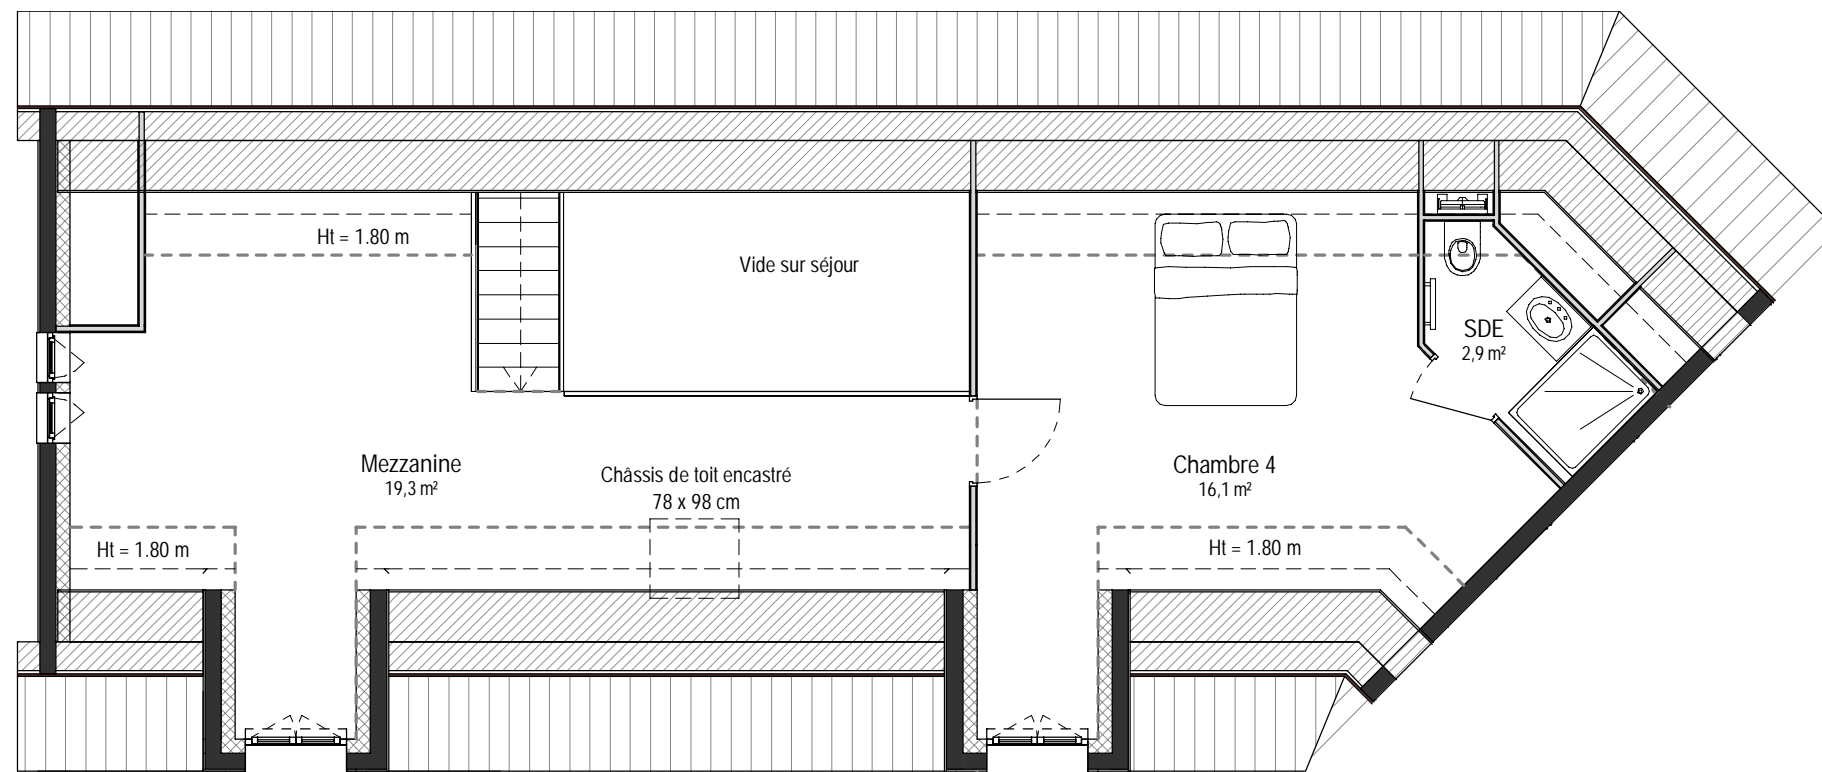 Ht = 1.80 m
Vide sur séjour
SDE
2,9 m²
Mezzanine
19,3 m²
Châssis de toit encastré
78 x 98 cm
Chambre 4
16,1 m²
Ht = 1.80 m
Ht = 1.80 m